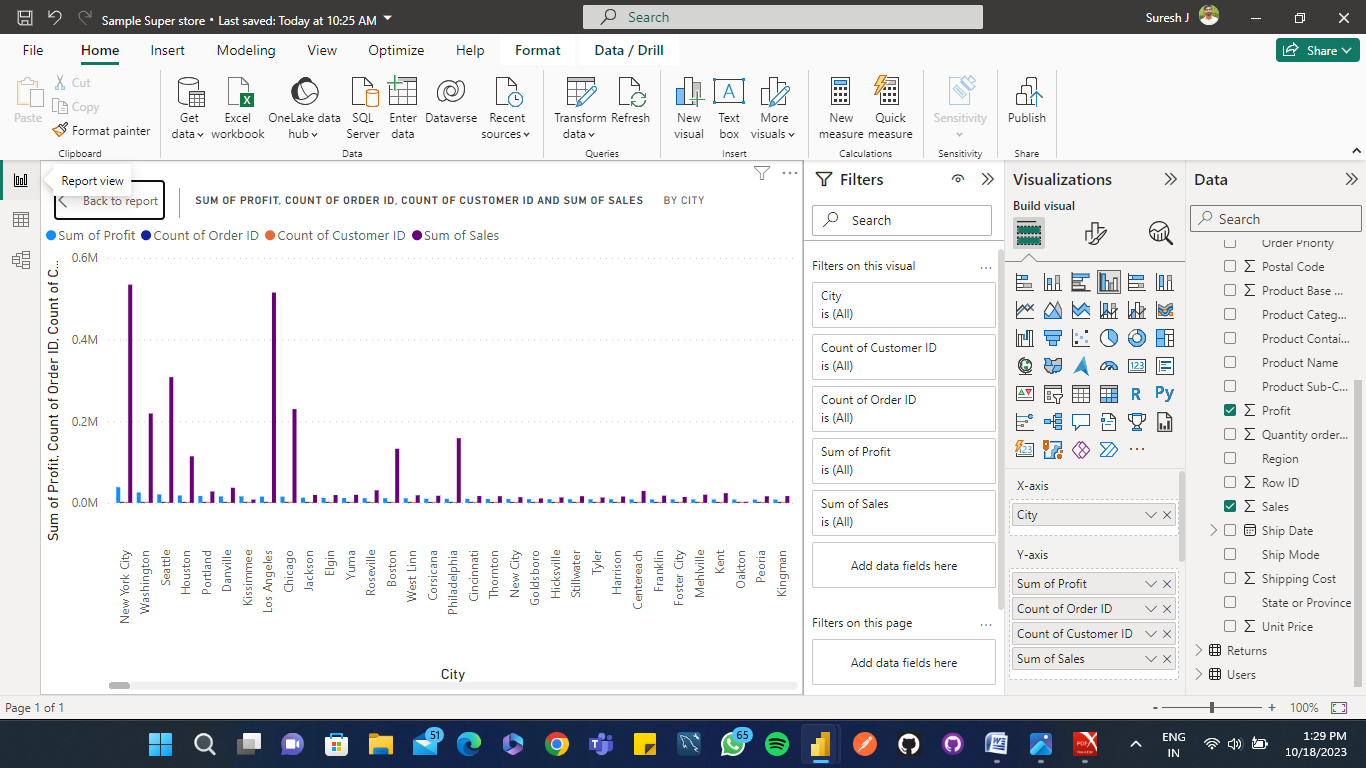 Sample Super store • Last saved: Today at 10:25 AM
Search
Suresh J
File
Home
Insert
Modeling
View
Optimize
Help
Format
Data / Drill
Share
Paste
Cut
Copy
Format painter
Clipboard
Get data
Excel workbook
OneLake data hub
SQL Server
Enter data
Dataverse
Recent sources
Data
Transform data
Refresh
Queries
New visual
Text box
More visuals
Insert
New measure
Quick measure
Calculations
Sensitivity
Sensitivity
Publish
Share
Report view
Back to report
SUM OF PROFIT, COUNT OF ORDER ID, COUNT OF CUSTOMER ID AND SUM OF SALES
BY CITY
Sum of Profit
Count of Order ID
Count of Customer ID
Sum of Sales
Sum of Profit, Count of Order ID, Count of C...
0.6M
0.4M
0.2M
0.0M
New York City
Washington
Seattle
Houston
Portland
Danville
Kissimmee
Los Angeles
Chicago
Jackson
Elgin
Yuma
Roseville
Boston
West Linn
Corsicana
Philadelphia
Cincinnati
Thornton
New City
Goldsboro
Hicksville
Stillwater
Tyler
Harrison
Centereach
Franklin
Foster City
Mehlville
Kent
Oakton
Peoria
Kingman
City
Filters
Search
Filters on this visual
...
City
is (All)
Count of Customer ID
is (All)
Count of Order ID
is (All)
Sum of Profit
is (All)
Sum of Sales
is (All)
Add data fields here
Filters on this page
...
Add data fields here
Visualizations
Build visual
123
R
Py
123
...
X-axis
City
Y-axis
Sum of Profit
Count of Order ID
Count of Customer ID
Sum of Sales
Data
Search
Order Priority
Postal Code
Product Base ...
Product Categ...
Product Contai...
Product Name
Product Sub-C...
Profit
Quantity order...
Region
Row ID
Sales
Ship Date
Ship Mode
Shipping Cost
State or Province
Unit Price
Returns
Users
Page 1 of 1
- + 100%
51
65
PDF
ENG
IN
1:29 PM
10/18/2023